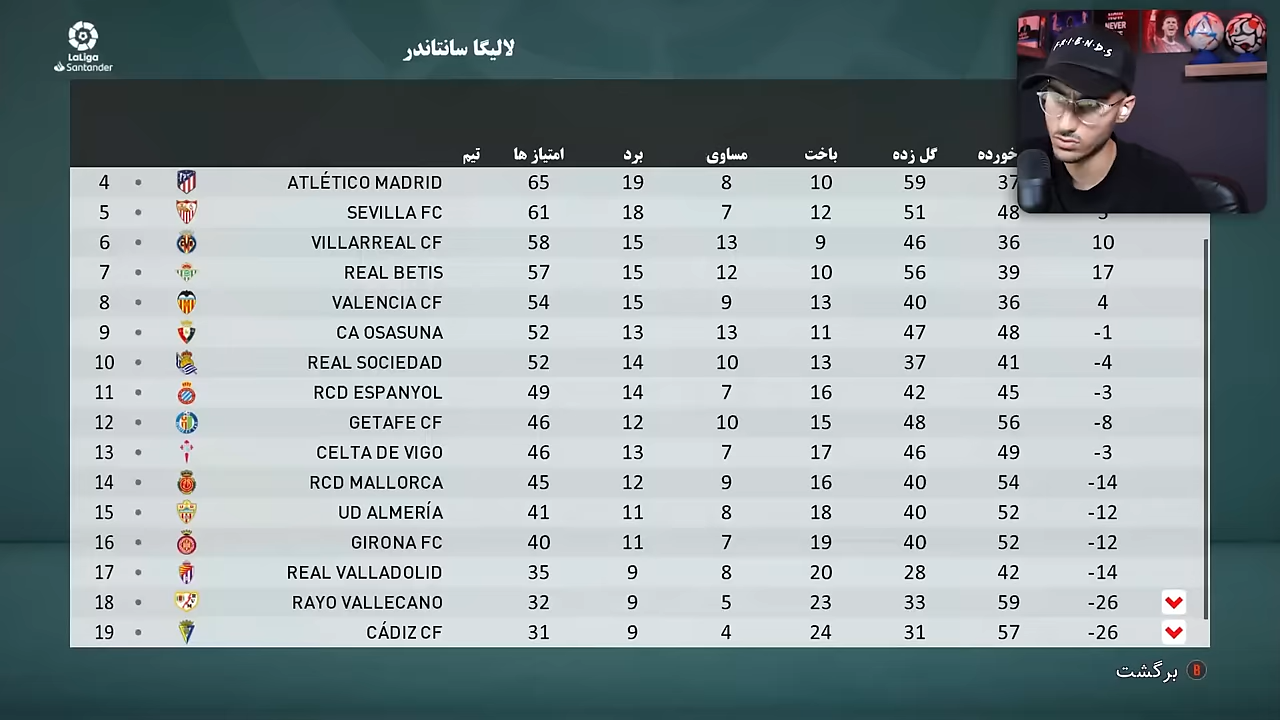 LaLiga
Santander
لالیگا سانتاندر
F·R·I·E·N·D·S
NEVER
تیم امتیاز ها برد مساوی باخت گل زده خورده
4 ATLÉTICO MADRID 65 19 8 10 59 37
5 SEVILLA FC 61 18 7 12 51 48 3
6 VILLARREAL CF 58 15 13 9 46 36 10
7 REAL BETIS 57 15 12 10 56 39 17
8 VALENCIA CF 54 15 9 13 40 36 4
9 CA OSASUNA 52 13 13 11 47 48 -1
10 REAL SOCIEDAD 52 14 10 13 37 41 -4
11 RCD ESPANYOL 49 14 7 16 42 45 -3
12 GETAFE CF 46 12 10 15 48 56 -8
13 CELTA DE VIGO 46 13 7 17 46 49 -3
14 RCD MALLORCA 45 12 9 16 40 54 -14
15 UD ALMERÍA 41 11 8 18 40 52 -12
16 GIRONA FC 40 11 7 19 40 52 -12
17 REAL VALLADOLID 35 9 8 20 28 42 -14
18 RAYO VALLECANO 32 9 5 23 33 59 -26
19 CÁDIZ CF 31 9 4 24 31 57 -26
برگشت B